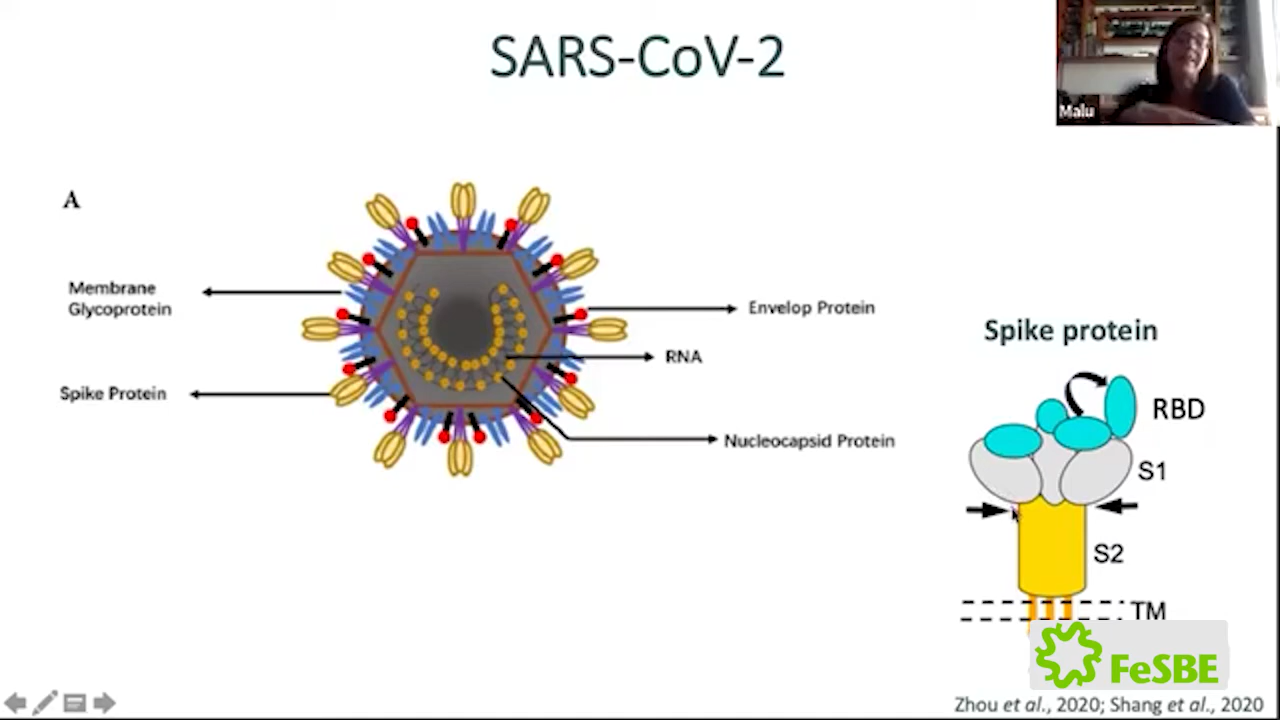 SARS-CoV-2
Malu
A
Membrane
Glycoprotein
Envelop Protein
Spike protein
RNA
Spike Protein
RBD
Nucleocapsid Protein
S1
S2
TM
FeSBE
Zhou et al., 2020; Shang et al., 2020